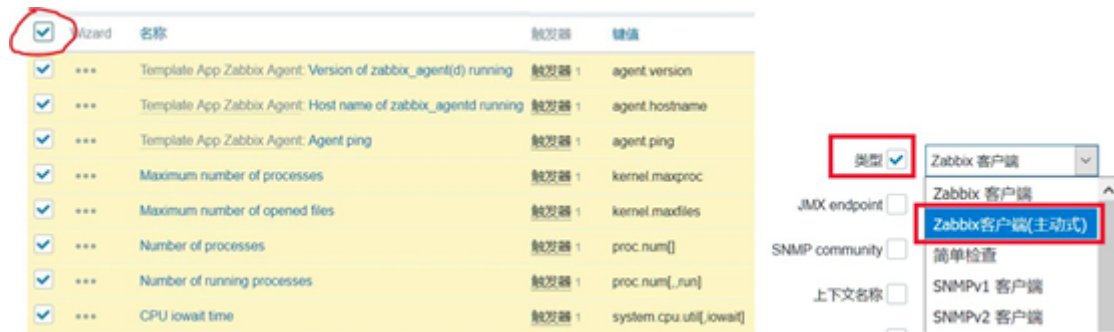 Wizard 名称 触发器 键值
Template App Zabbix Agent: Version of zabbix_agent(d) running 触发器 1 agent.version
Template App Zabbix Agent: Host name of zabbix_agentd running 触发器 1 agent.hostname
Template App Zabbix Agent: Agent ping 触发器 1 agent.ping
Maximum number of processes 触发器 1 kernel.maxproc
Maximum number of opened files 触发器 1 kernel.maxfiles
Number of processes 触发器 1 proc.num[]
Number of running processes 触发器 1 proc.num[,,run]
CPU iowait time 触发器 1 system.cpu.util[,iowait]
类型 Zabbix 客户端
Zabbix 客户端
JMX endpoint
Zabbix客户端(主动式)
SNMP community
简单检查
SNMPv1 客户端
上下文名称
SNMPv2 客户端